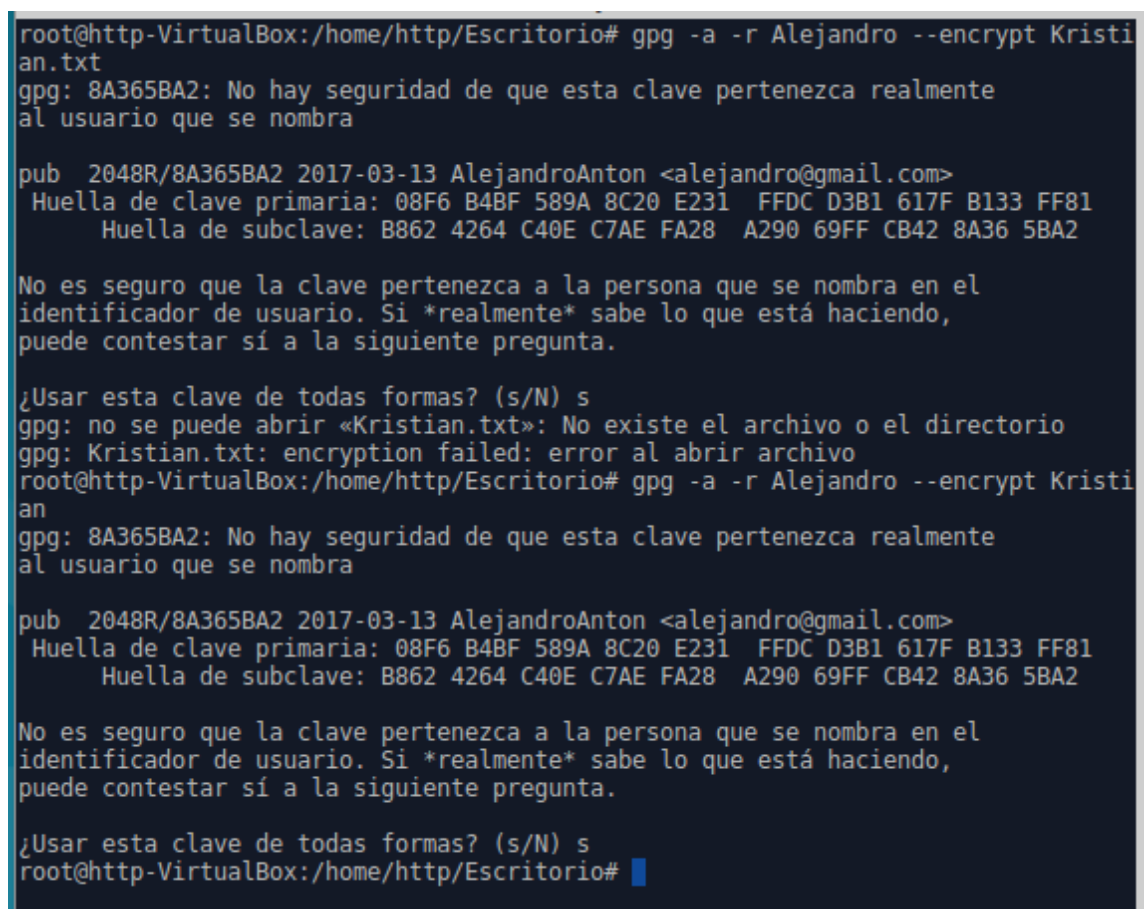 root@http-VirtualBox:/home/http/Escritorio# gpg -a -r Alejandro --encrypt Kristi
an.txt
gpg: 8A365BA2: No hay seguridad de que esta clave pertenezca realmente
al usuario que se nombra
pub  2048R/8A365BA2 2017-03-13 AlejandroAnton <alejandro@gmail.com>
 Huella de clave primaria: 08F6 B4BF 589A 8C20 E231  FFDC D3B1 617F B133 FF81
      Huella de subclave: B862 4264 C40E C7AE FA28  A290 69FF CB42 8A36 5BA2
No es seguro que la clave pertenezca a la persona que se nombra en el
identificador de usuario. Si *realmente* sabe lo que está haciendo,
puede contestar sí a la siguiente pregunta.
¿Usar esta clave de todas formas? (s/N) s
gpg: no se puede abrir «Kristian.txt»: No existe el archivo o el directorio
gpg: Kristian.txt: encryption failed: error al abrir archivo
root@http-VirtualBox:/home/http/Escritorio# gpg -a -r Alejandro --encrypt Kristi
an
gpg: 8A365BA2: No hay seguridad de que esta clave pertenezca realmente
al usuario que se nombra
pub  2048R/8A365BA2 2017-03-13 AlejandroAnton <alejandro@gmail.com>
 Huella de clave primaria: 08F6 B4BF 589A 8C20 E231  FFDC D3B1 617F B133 FF81
      Huella de subclave: B862 4264 C40E C7AE FA28  A290 69FF CB42 8A36 5BA2
No es seguro que la clave pertenezca a la persona que se nombra en el
identificador de usuario. Si *realmente* sabe lo que está haciendo,
puede contestar sí a la siguiente pregunta.
¿Usar esta clave de todas formas? (s/N) s
root@http-VirtualBox:/home/http/Escritorio#